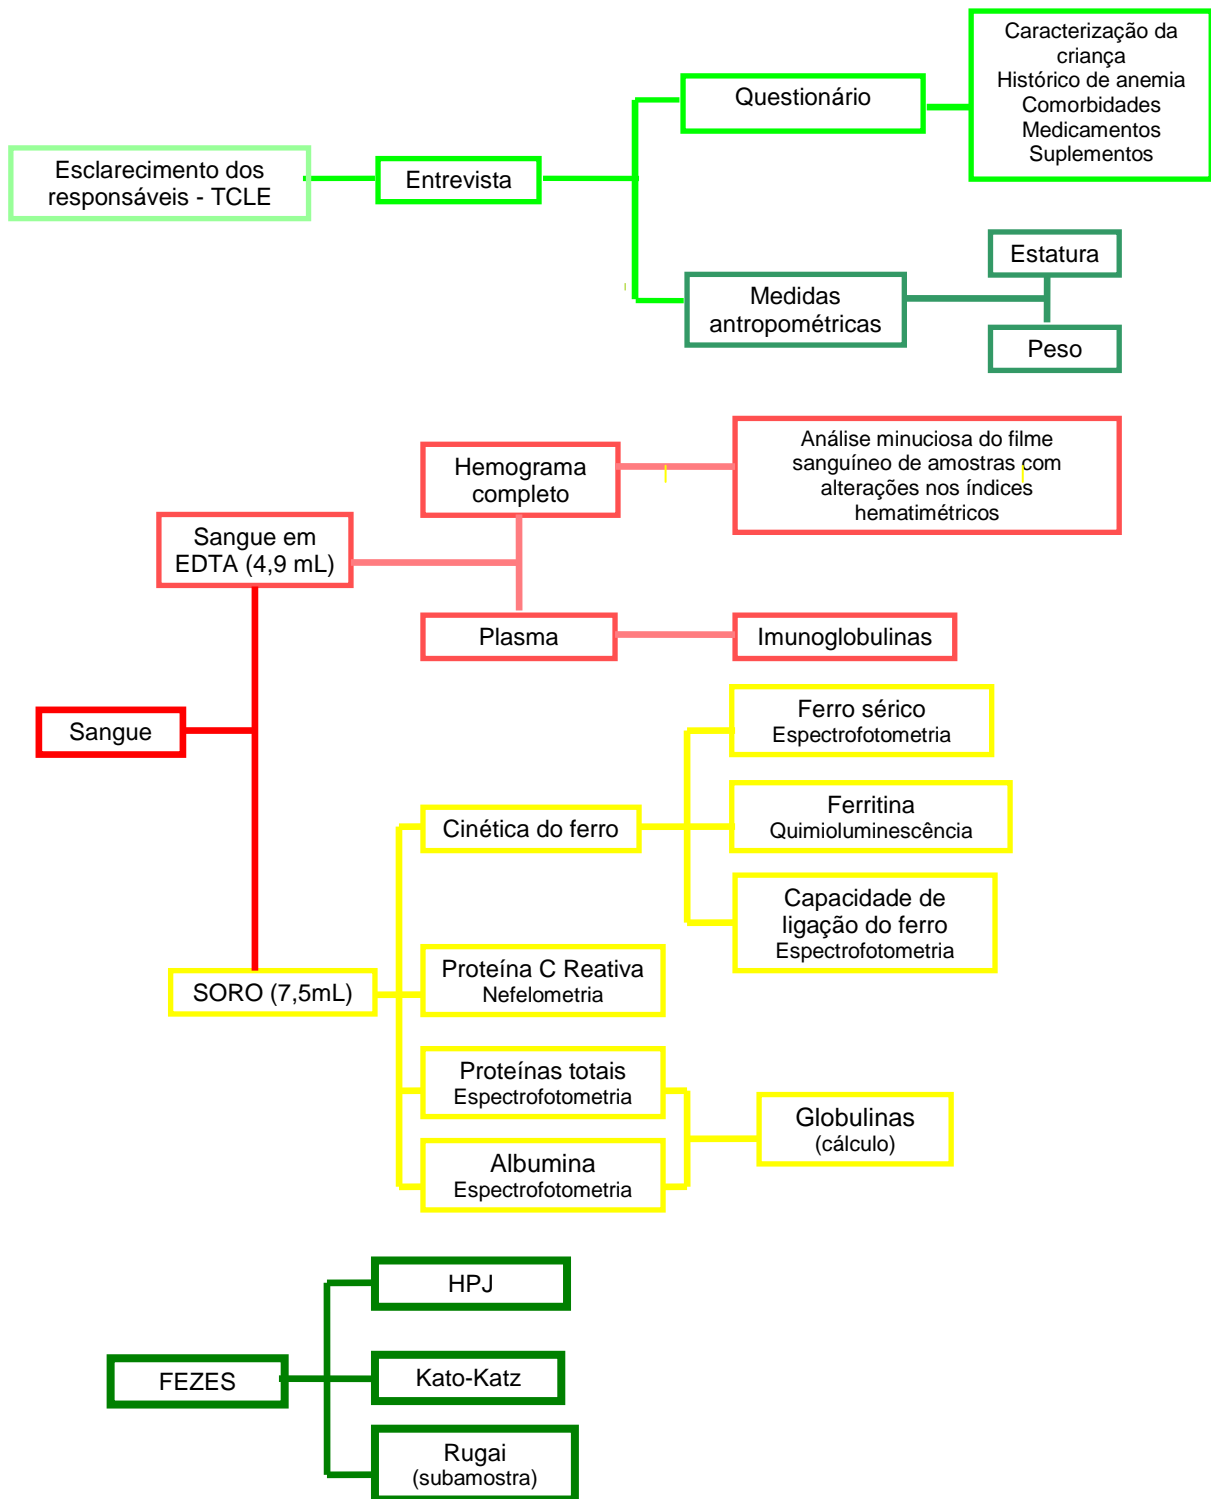 Caracterização da
criança
Histórico de anemia
Comorbidades
Medicamentos
Suplementos
Questionário
Esclarecimento dos
responsáveis - TCLE
Entrevista
Estatura
Medidas
antropométricas
Peso
Hemograma
completo
Análise minuciosa do filme
sanguíneo de amostras com
alterações nos índices
hematimétricos
Sangue em
EDTA (4,9 mL)
Plasma
Imunoglobulinas
Sangue
Ferro sérico
Espectrofotometria
Cinética do ferro
Ferritina
Quimioluminescência
Capacidade de
ligação do ferro
Espectrofotometria
SORO (7,5mL)
Proteína C Reativa
Nefelometria
Proteínas totais
Espectrofotometria
Globulinas
(cálculo)
Albumina
Espectrofotometria
HPJ
FEZES
Kato-Katz
Rugai
(subamostra)